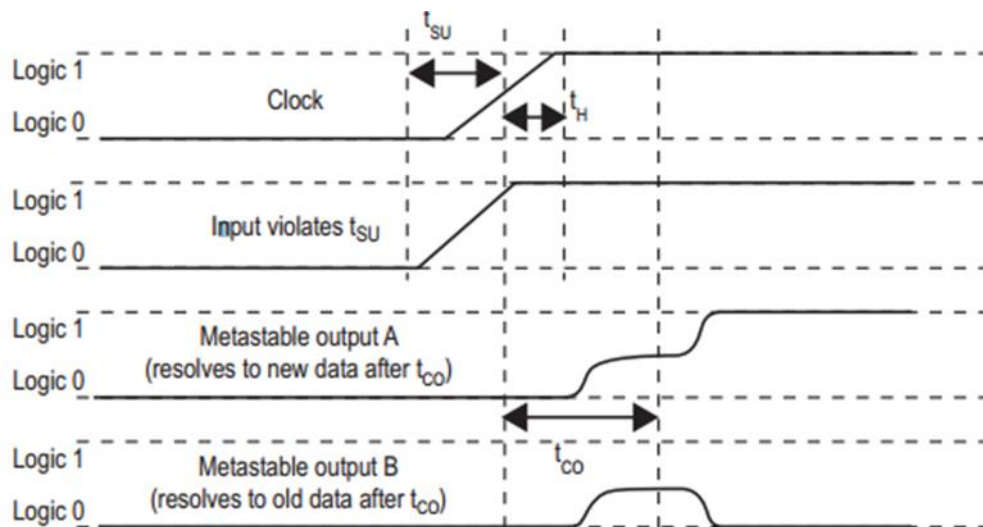 tSU
Logic 1
Clock
tH
Logic 0
Logic 1
Input violates tSU
Logic 0
Logic 1
Metastable output A
(resolves to new data after tCO)
Logic 0
Logic 1
tCO
Metastable output B
(resolves to old data after tCO)
Logic 0